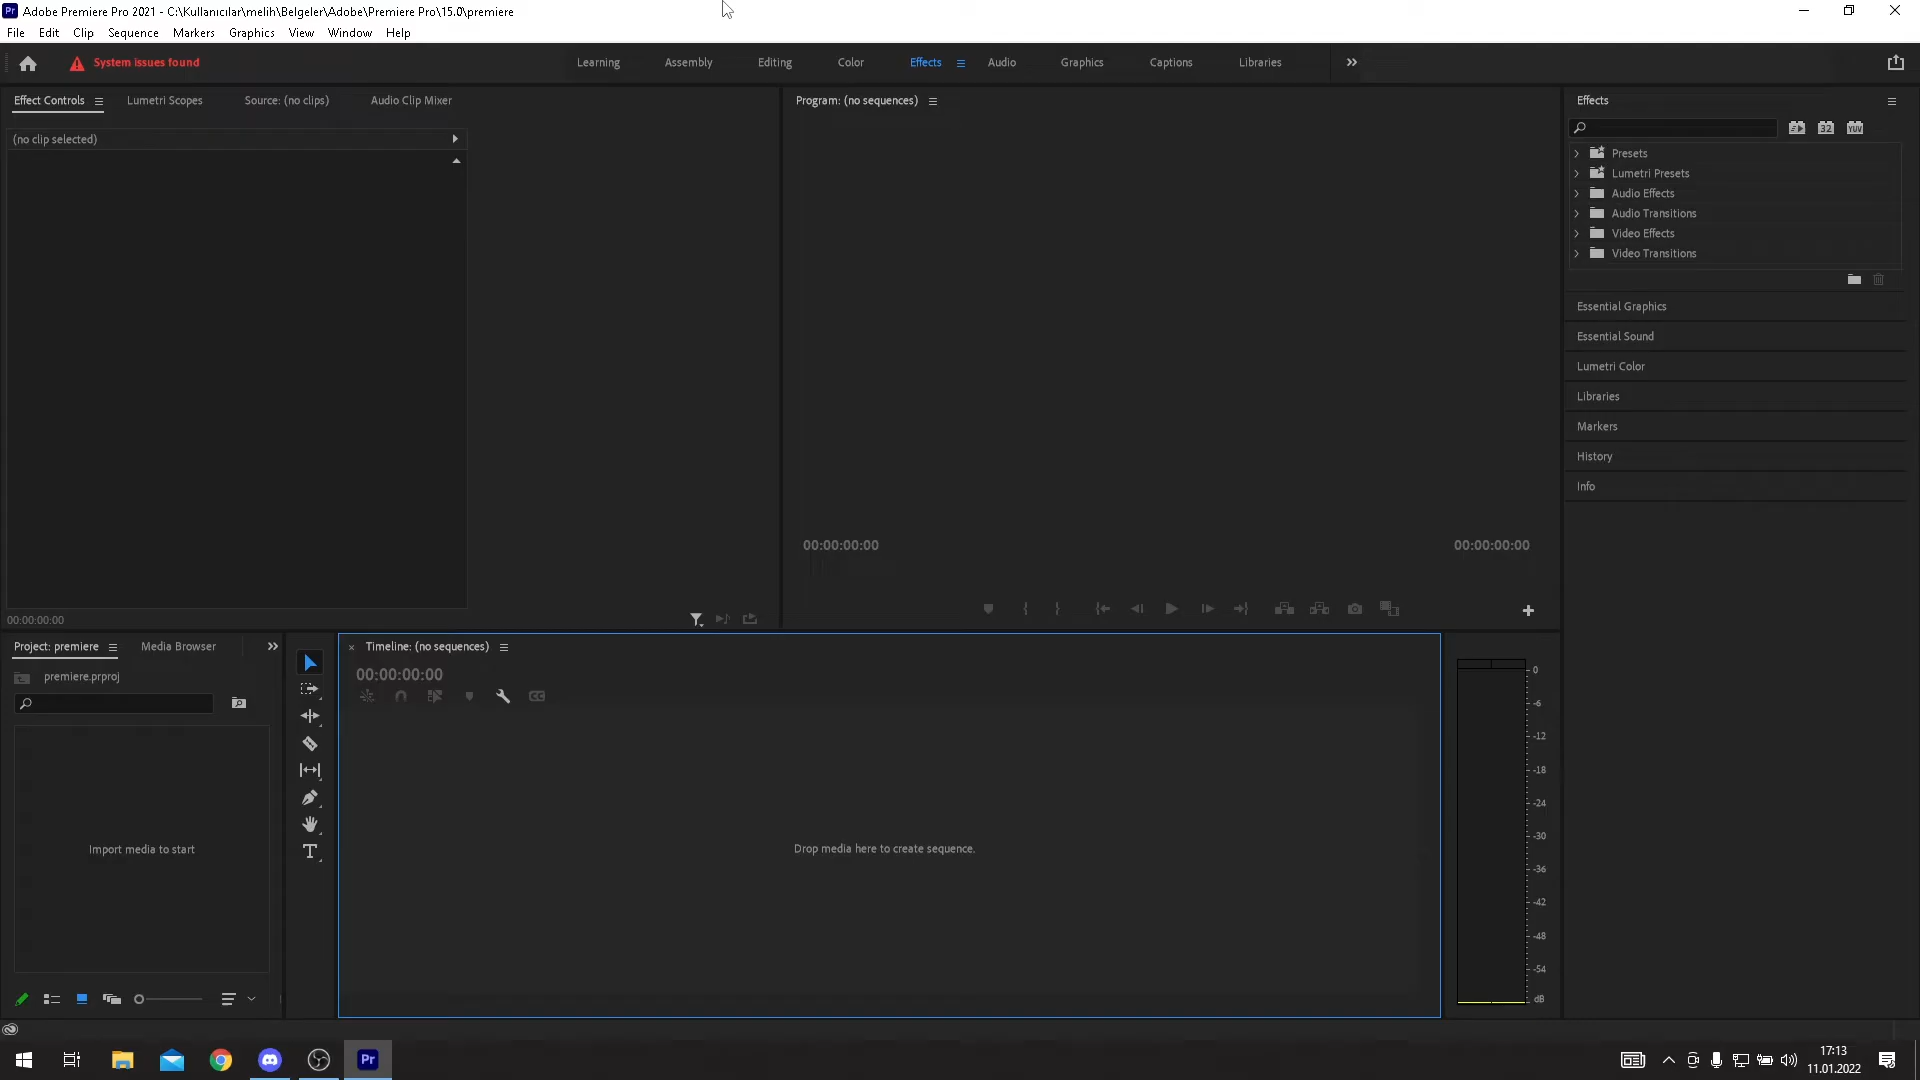 Adobe Premiere Pro 2021 - C:\Kullanıcılar\melih\Belgeler\Adobe\Premiere Pro\15.0\premiere
File Edit Clip Sequence Markers Graphics View Window Help
System issues found
Learning Assembly Editing Color Effects Audio Graphics Captions Libraries
Effect Controls Lumetri Scopes Source: (no clips) Audio Clip Mixer
(no clip selected)
00:00:00:00
Program: (no sequences)
00:00:00:00 00:00:00:00
Effects
32 YUV
Presets
Lumetri Presets
Audio Effects
Audio Transitions
Video Effects
Video Transitions
Essential Graphics
Essential Sound
Lumetri Color
Libraries
Markers
History
Info
Project: premiere Media Browser
premiere.prproj
Import media to start
Timeline: (no sequences)
00:00:00:00
CC
Drop media here to create sequence.
0
-6
-12
-18
-24
-30
-36
-42
-48
-54
dB
Pr
17:13
11.01.2022